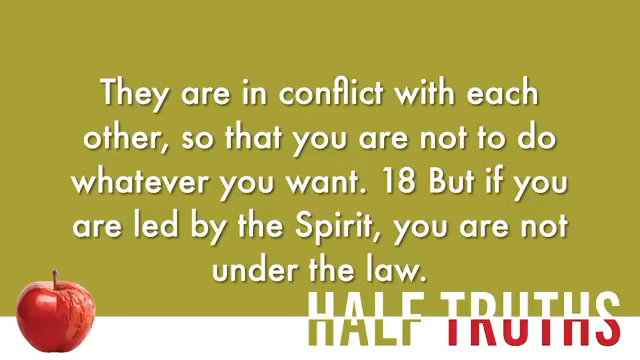 They are in conflict with each
other, so that you are not to do
whatever you want. 18 But if you
are led by the Spirit, you are not
under the law.
HALF TRUTHS